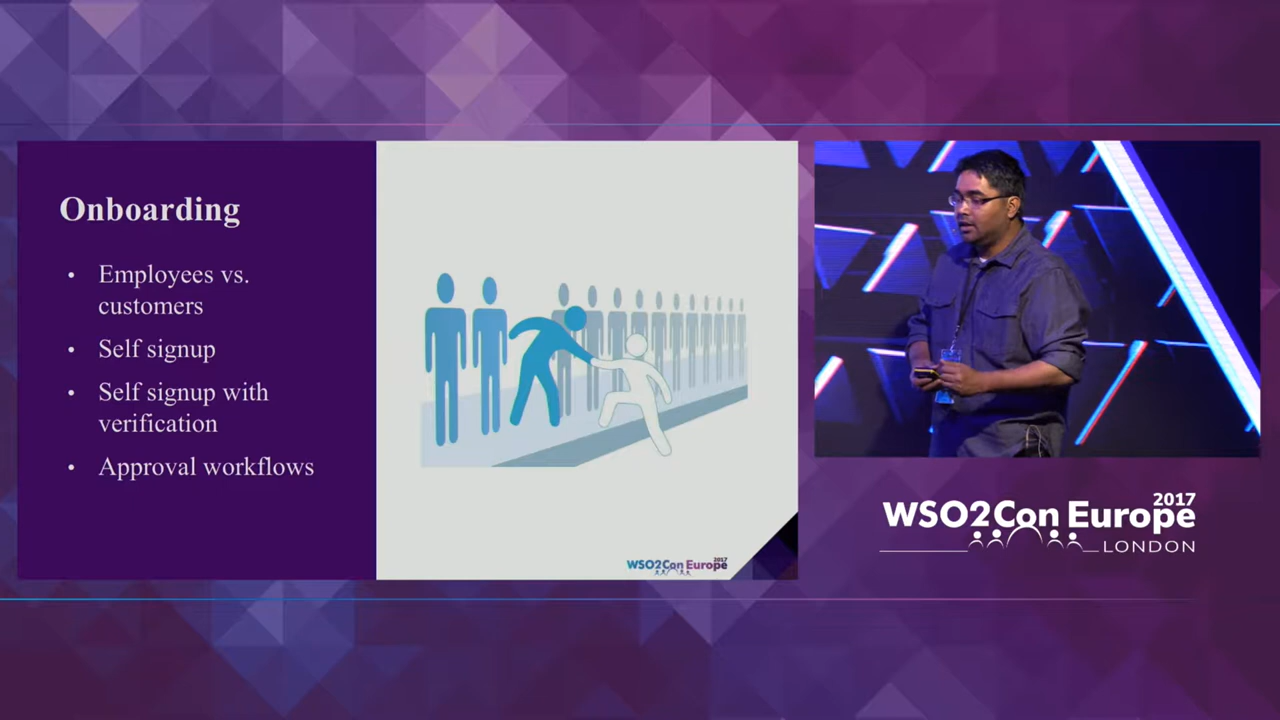 Onboarding
• Employees vs.
customers
• Self signup
• Self signup with
verification
• Approval workflows
WSO2Con Europe 2017
WSO2Con Europe 2017
LONDON